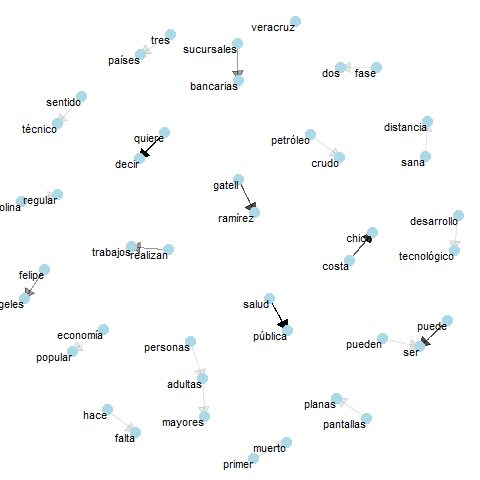 veracruz
tres
sucursales
países
dos
fase
bancarias
sentido
técnico
distancia
quiere
petróleo
decir
crudo
sana
gatell
regular
olina
ramírez
desarrollo
chic
trabajos
realizan
tecnológico
costa
felipe
geles
salud
economía
puede
pública
personas
pueden
ser
popular
adultas
planas
hace
mayores
pantallas
falta
muerto
primer